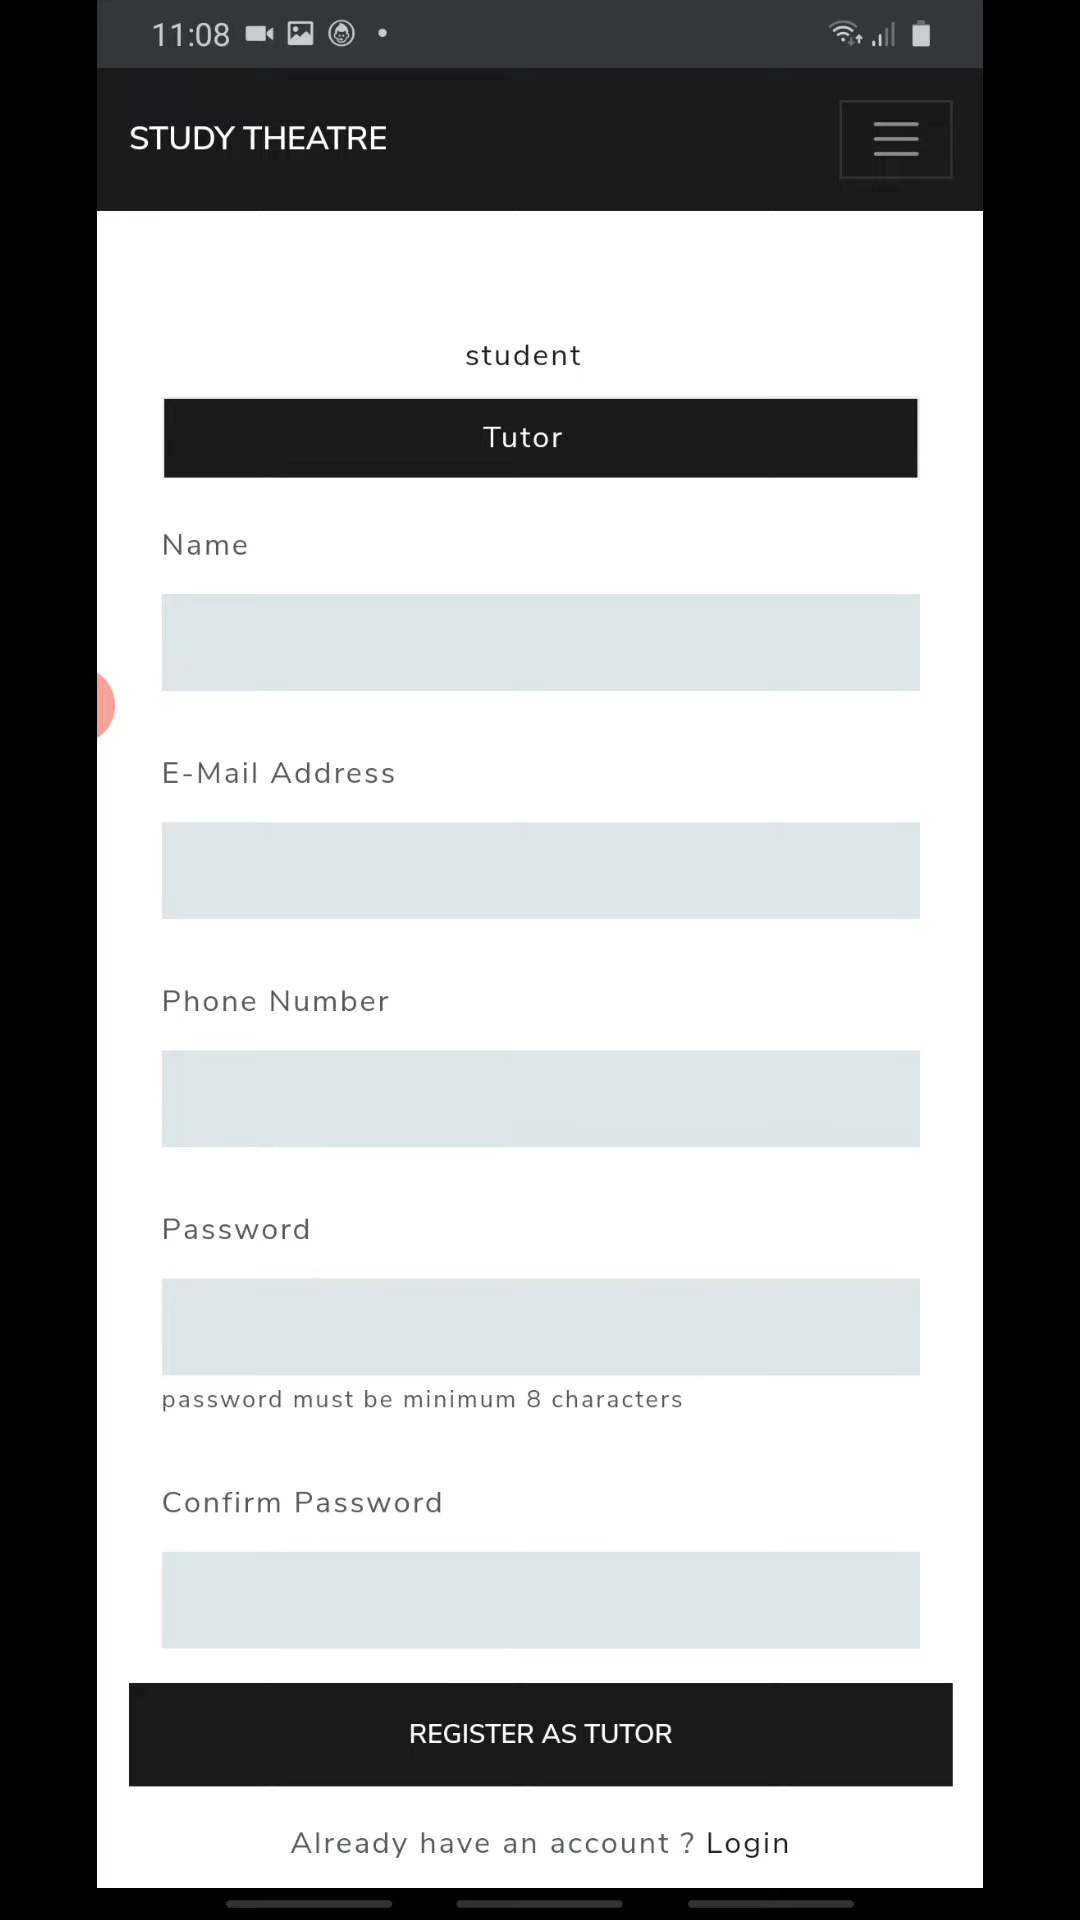 11:08
STUDY THEATRE
student
Tutor
Name
E-Mail Address
Phone Number
Password
password must be minimum 8 characters
Confirm Password
REGISTER AS TUTOR
Already have an account ? Login